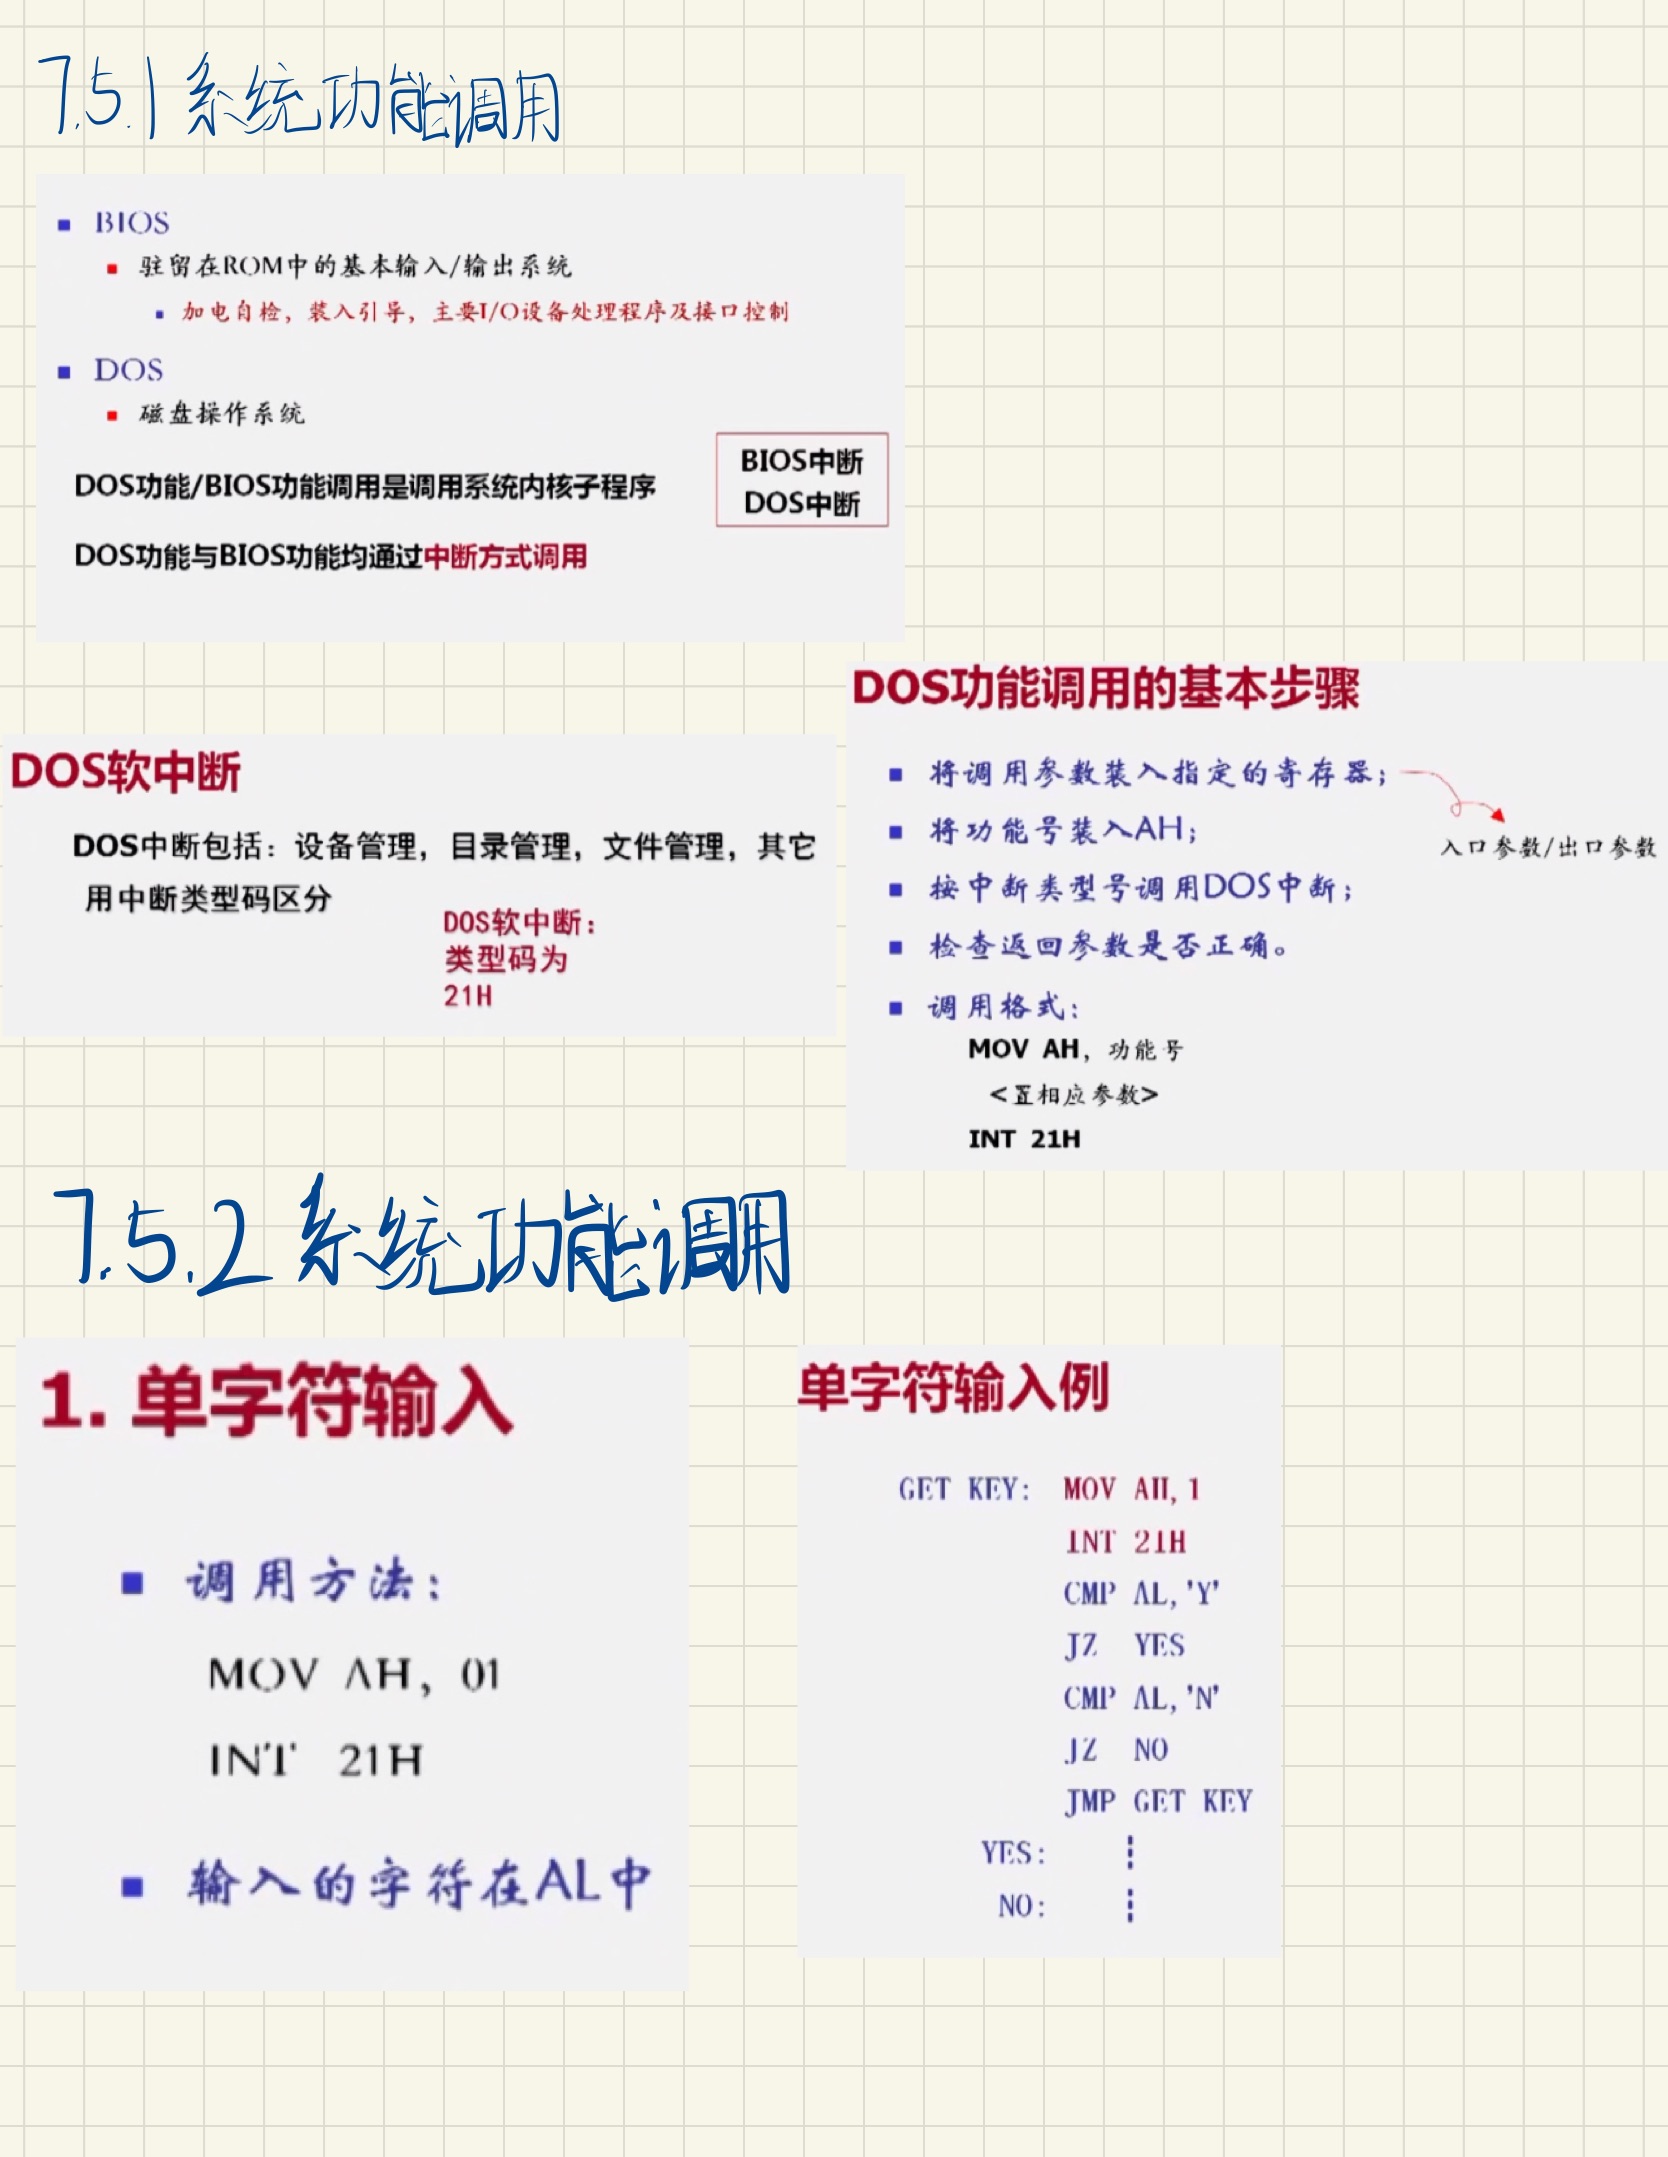 7.5.1 系统功能调用
BIOS
驻留在ROM中的基本输入/输出系统
加电自检，装入引导，主要I/O设备处理程序及接口控制
DOS
磁盘操作系统
DOS功能/BIOS功能调用是调用系统内核子程序
BIOS中断
DOS中断
DOS功能与BIOS功能均通过中断方式调用
DOS软中断
DOS中断包括：设备管理，目录管理，文件管理，其它
用中断类型码区分
DOS软中断：
类型码为
21H
DOS功能调用的基本步骤
将调用参数装入指定的寄存器；
入口参数/出口参数
将功能号装入AH；
按中断类型号调用DOS中断；
检查返回参数是否正确。
调用格式：
MOV AH，功能号
<置相应参数>
INT 21H
7.5.2 系统功能调用
1. 单字符输入
调用方法：
MOV AH，01
INT 21H
输入的字符在AL中
单字符输入例
GET KEY: MOV AH,1
INT 21H
CMP AL,'Y'
JZ YES
CMP AL,'N'
JZ NO
JMP GET KEY
YES: ⋮
NO: ⋮